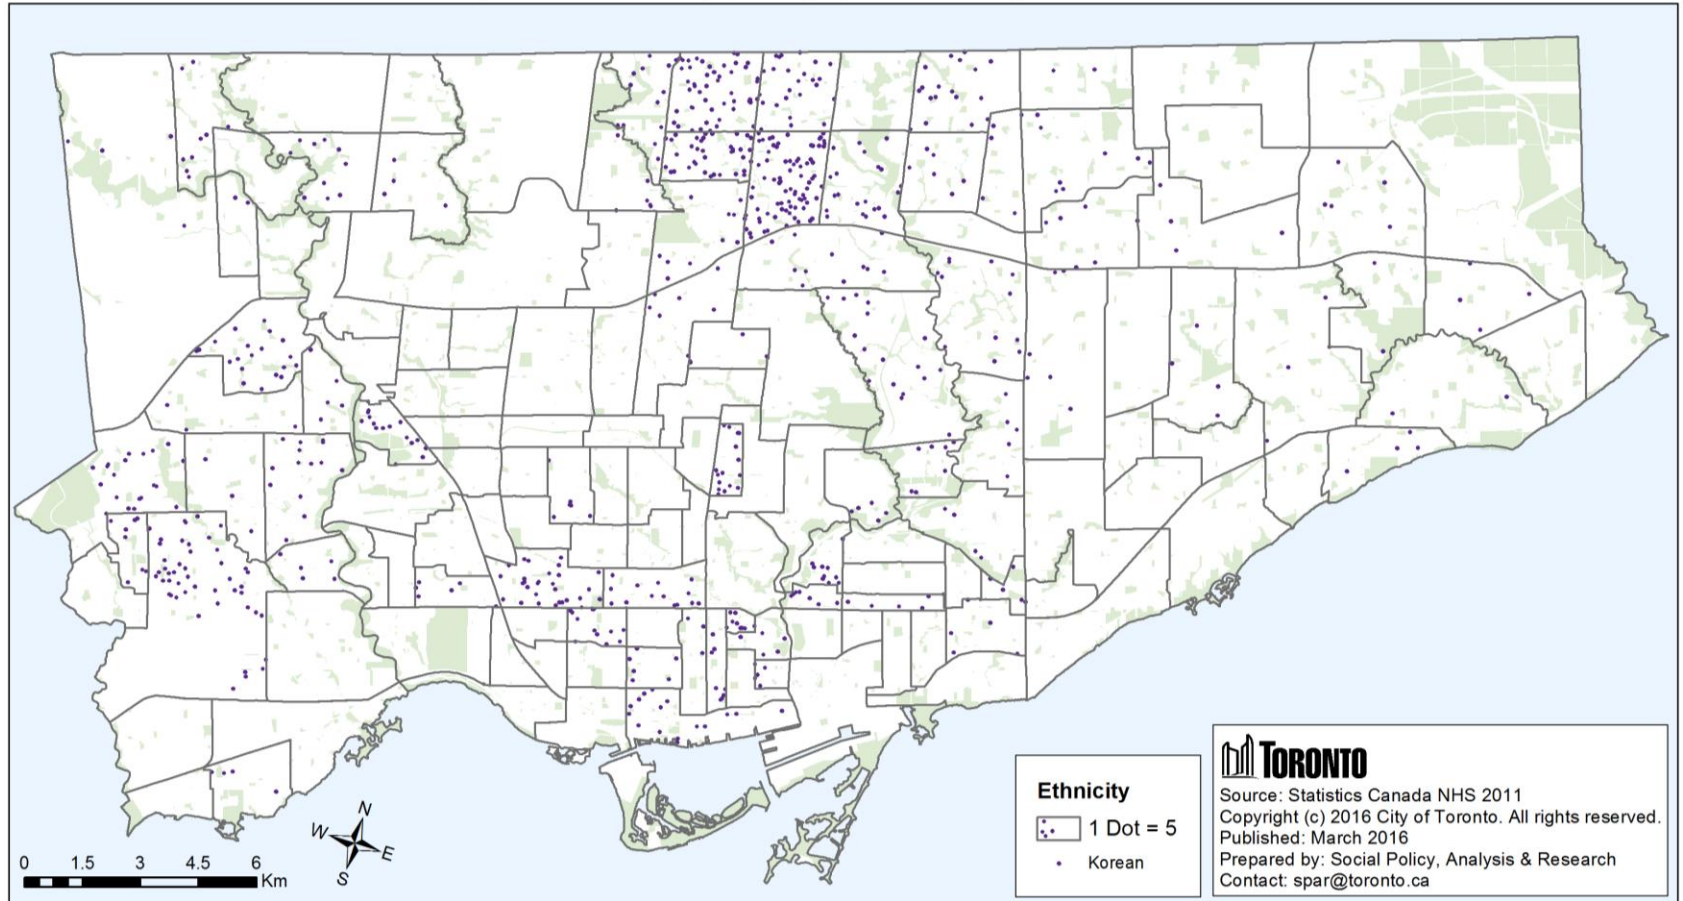 N
W
E
S
0 1.5 3 4.5 6
Km
Ethnicity
1 Dot = 5
Korean
TORONTO
Source: Statistics Canada NHS 2011
Copyright (c) 2016 City of Toronto. All rights reserved.
Published: March 2016
Prepared by: Social Policy, Analysis & Research
Contact: spar@toronto.ca